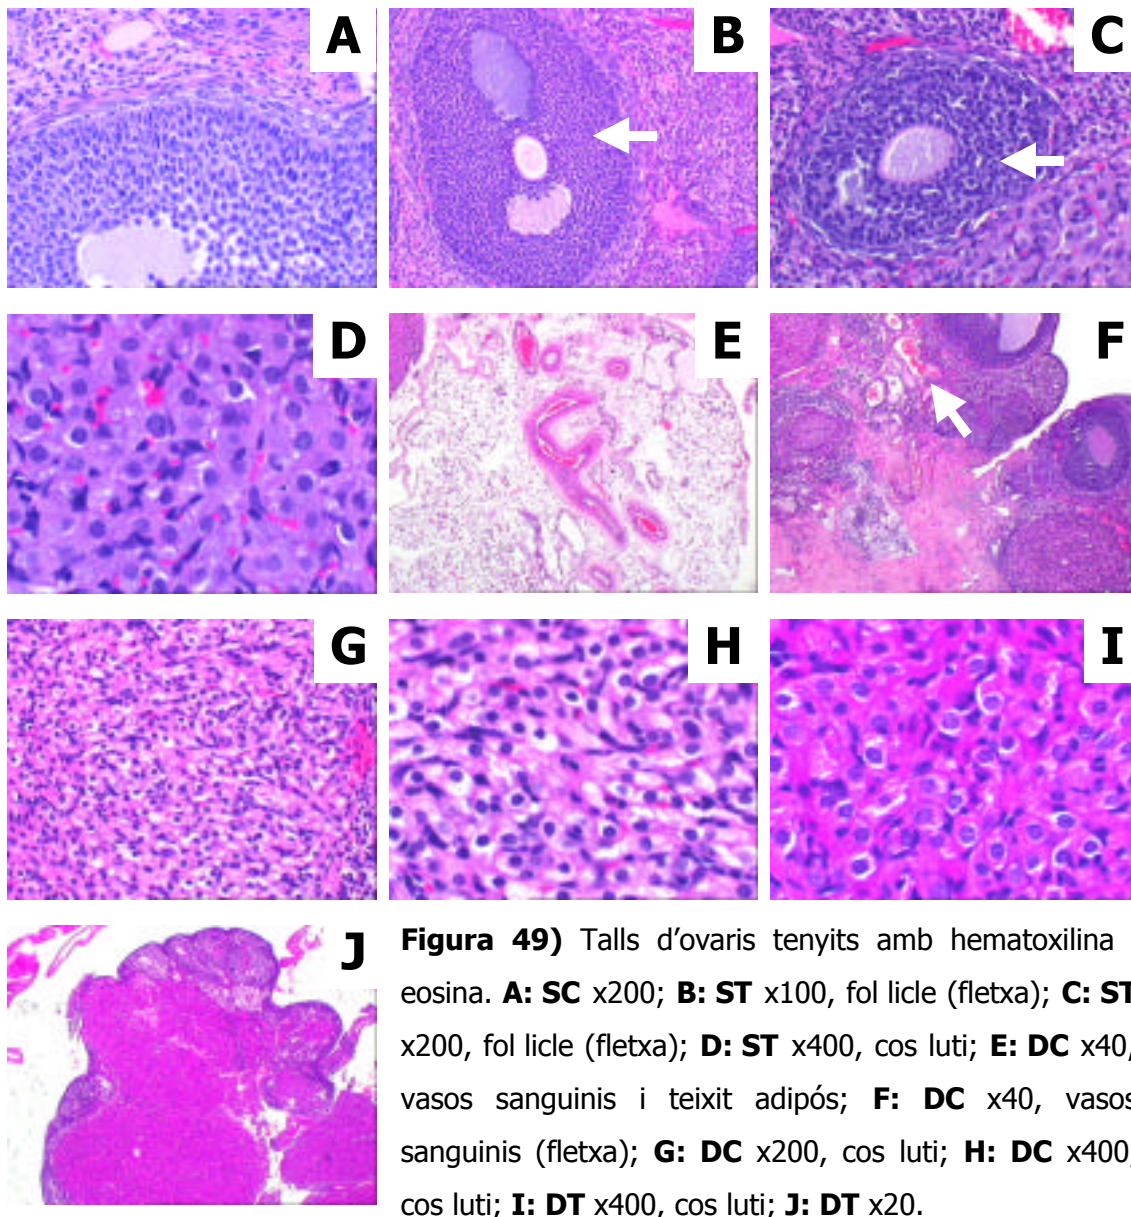 A
B
C
D
E
F
G
H
I
J
Figura 49) Talls d'ovaris tenyits amb hematoxilina
eosina. A: SC x200; B: ST x100, fol licle (fletxa); C: ST
x200, fol licle (fletxa); D: ST x400, cos luti; E: DC x40,
vasos sanguinis i teixit adipós; F: DC x40, vasos
sanguinis (fletxa); G: DC x200, cos luti; H: DC x400,
cos luti; I: DT x400, cos luti; J: DT x20.